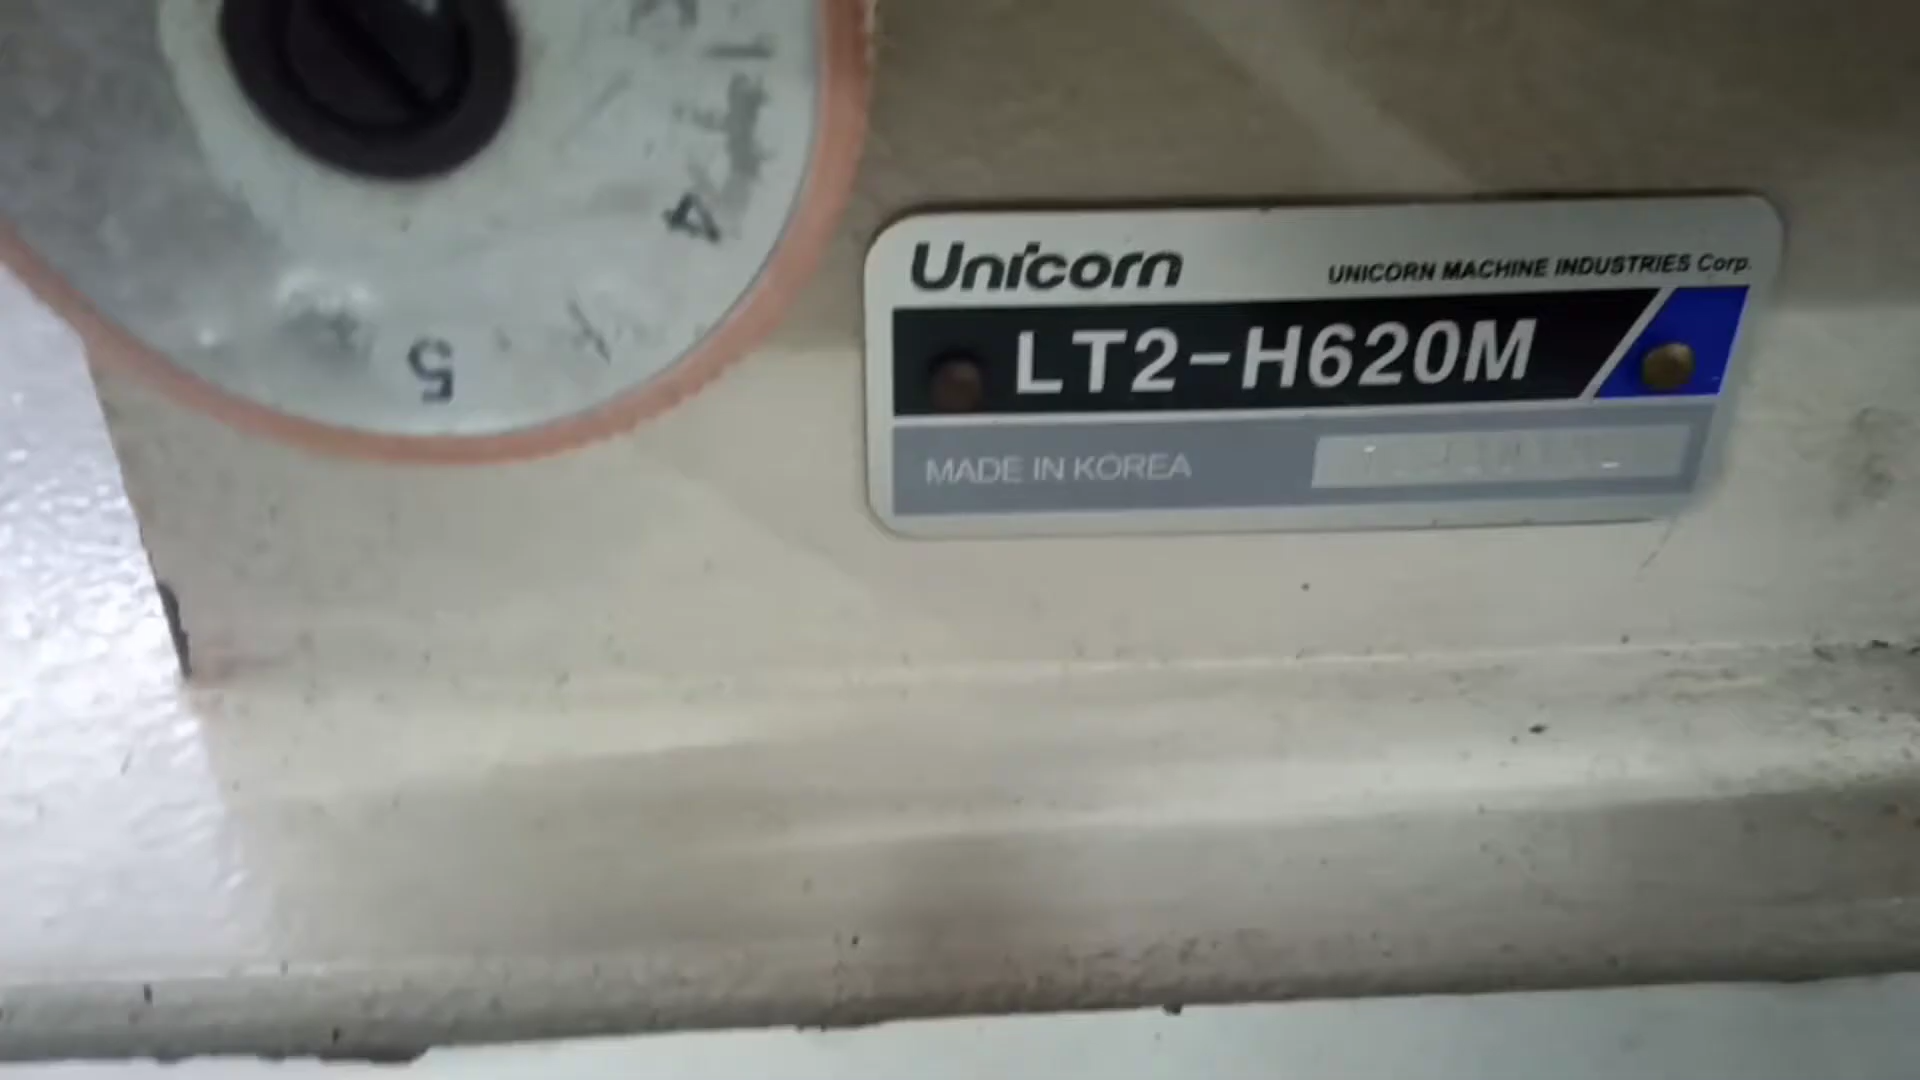 4
5
Unicorn
UNICORN MACHINE INDUSTRIES Corp.
LT2-H620M
MADE IN KOREA